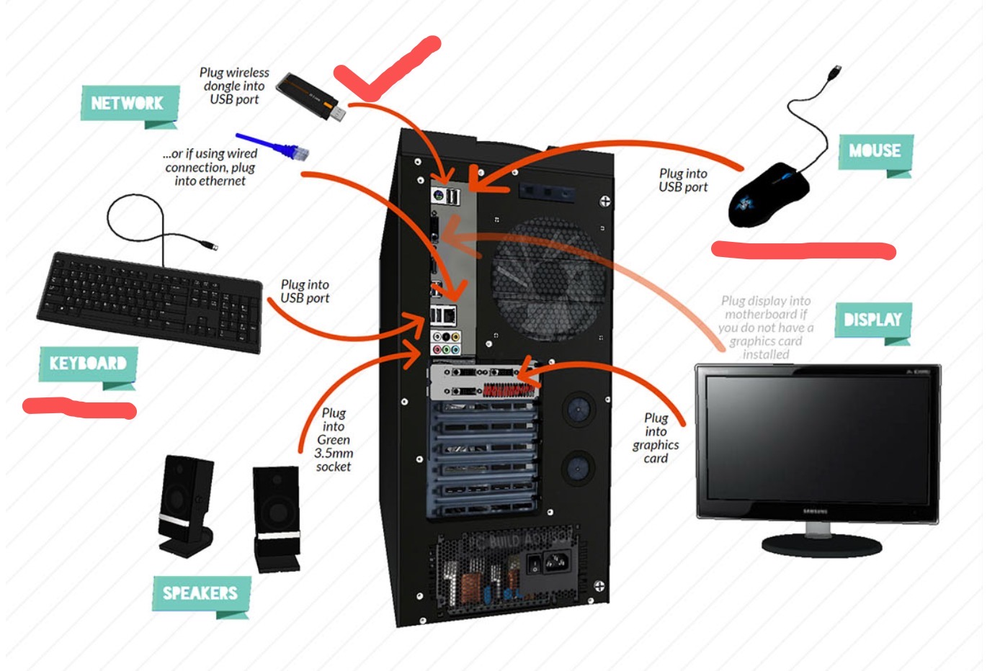 NETWORK
Plug wireless
dongle into
USB port
...or if using wired
connection, plug
into ethernet
Plug into
USB port
KEYBOARD
Plug
into
Green
3.5mm
socket
SPEAKERS
Plug into
USB port
MOUSE
Plug display into
motherboard if
you do not have a
graphics card
installed
DISPLAY
Plug
into
graphics
card
SAMSUNG
C BUILD ADVISOR